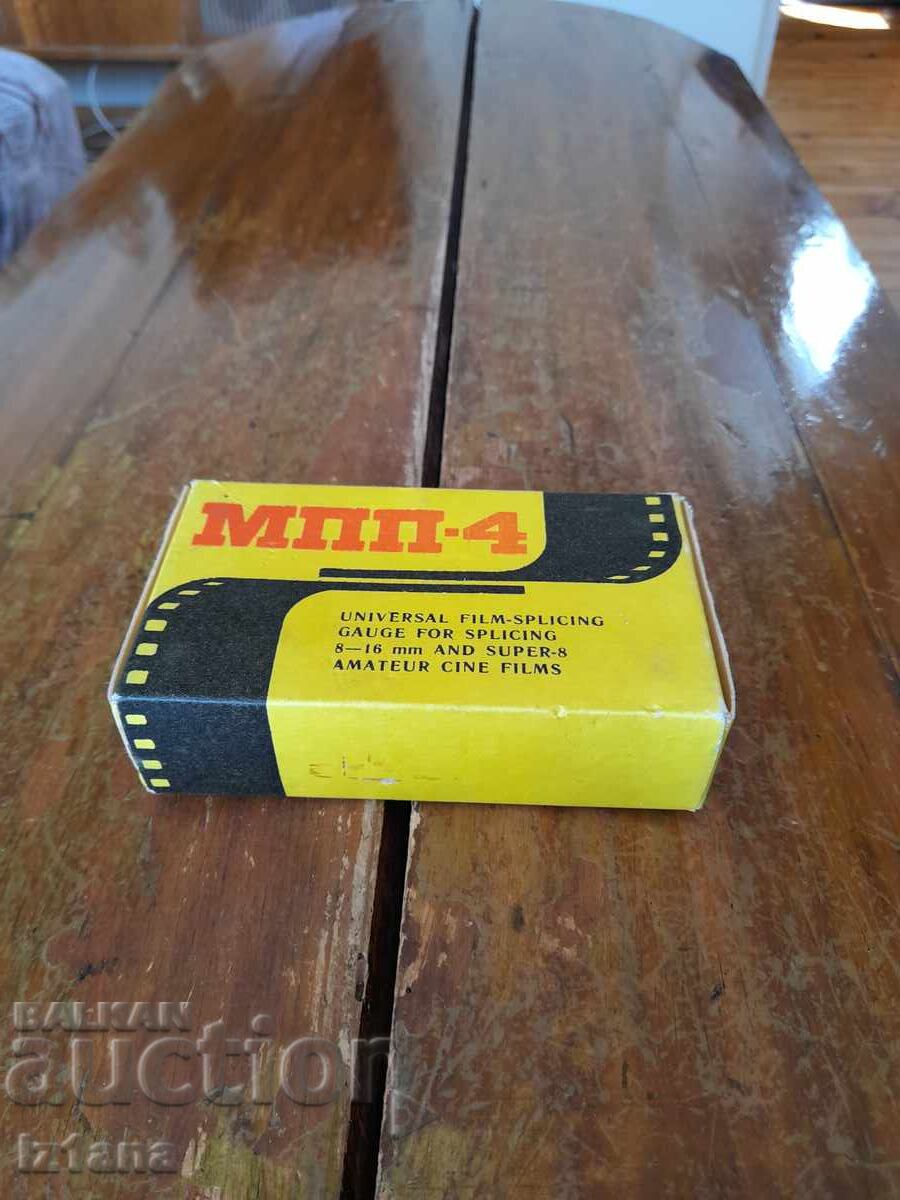 МПП-4
UNIVERSAL FILM-SPLICING
GAUGE FOR SPLICING
8—16 mm AND SUPER-8
AMATEUR CINE FILMS
BALKAN
auction
Iztana